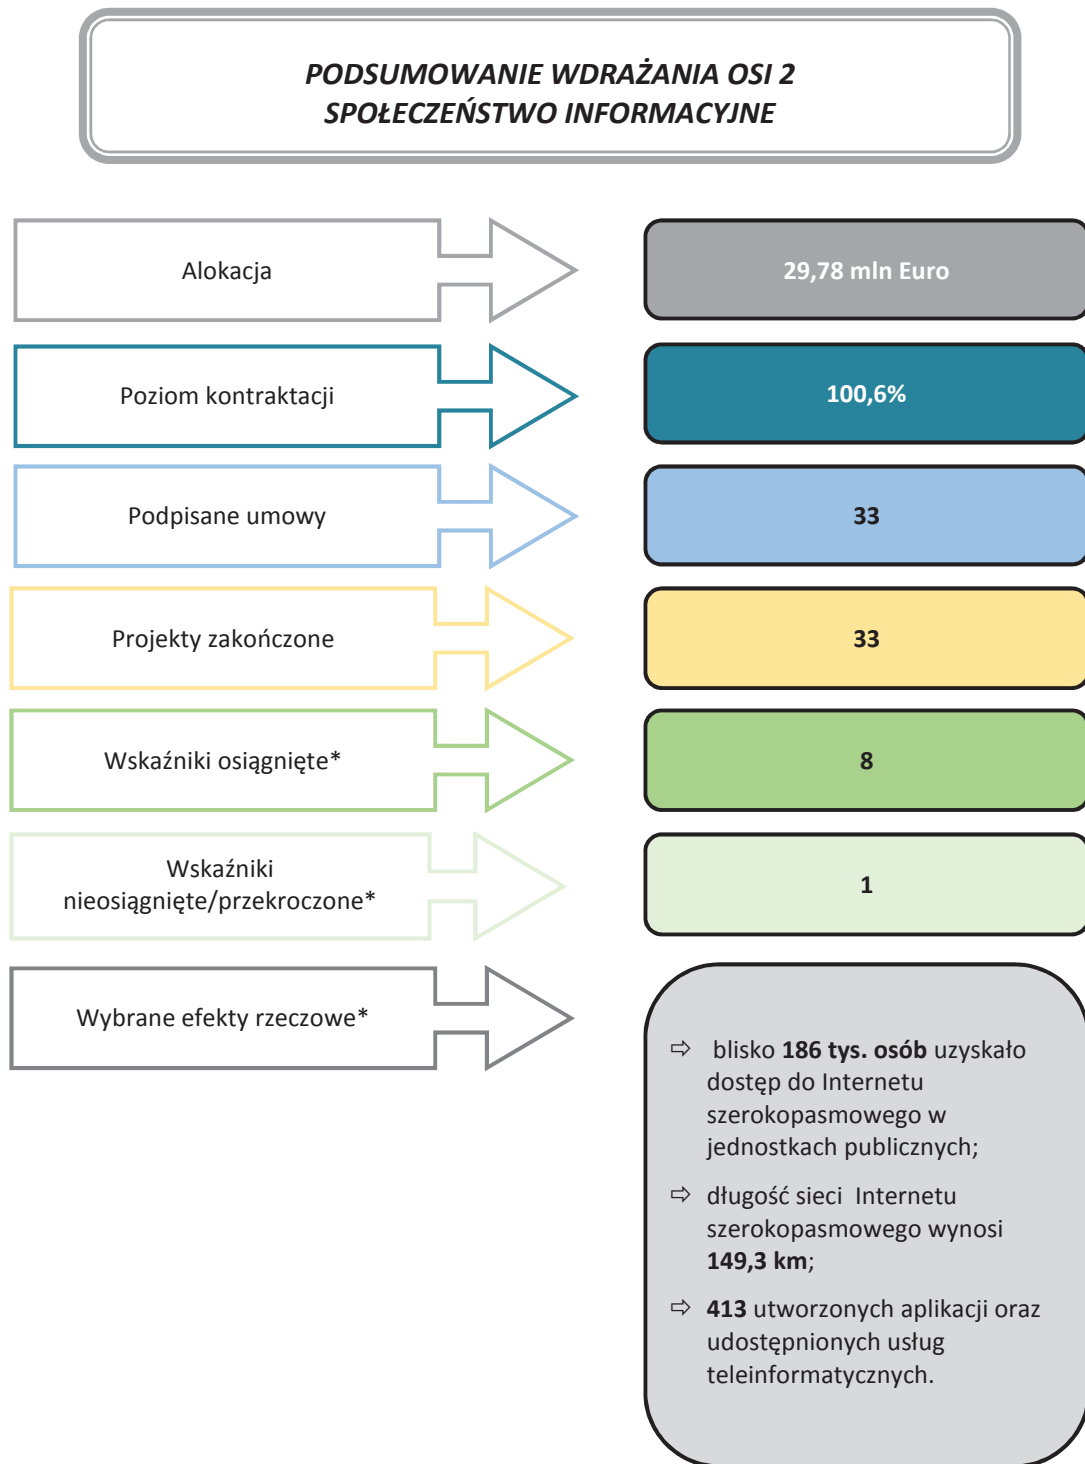 PODSUMOWANIE WDRAŻANIA OSI 2
SPOŁECZEŃSTWO INFORMACYJNE
Alokacja
29,78 mln Euro
Poziom kontraktacji
100,6%
Podpisane umowy
33
Projekty zakończone
33
Wskaźniki osiągnięte*
8
Wskaźniki
nieosiągnięte/przekroczone*
1
Wybrane efekty rzeczowe*
⇨ blisko 186 tys. osób uzyskało
dostęp do Internetu
szerokopasmowego w
jednostkach publicznych;
⇨ długość sieci Internetu
szerokopasmowego wynosi
149,3 km;
⇨ 413 utworzonych aplikacji oraz
udostępnionych usług
teleinformatycznych.